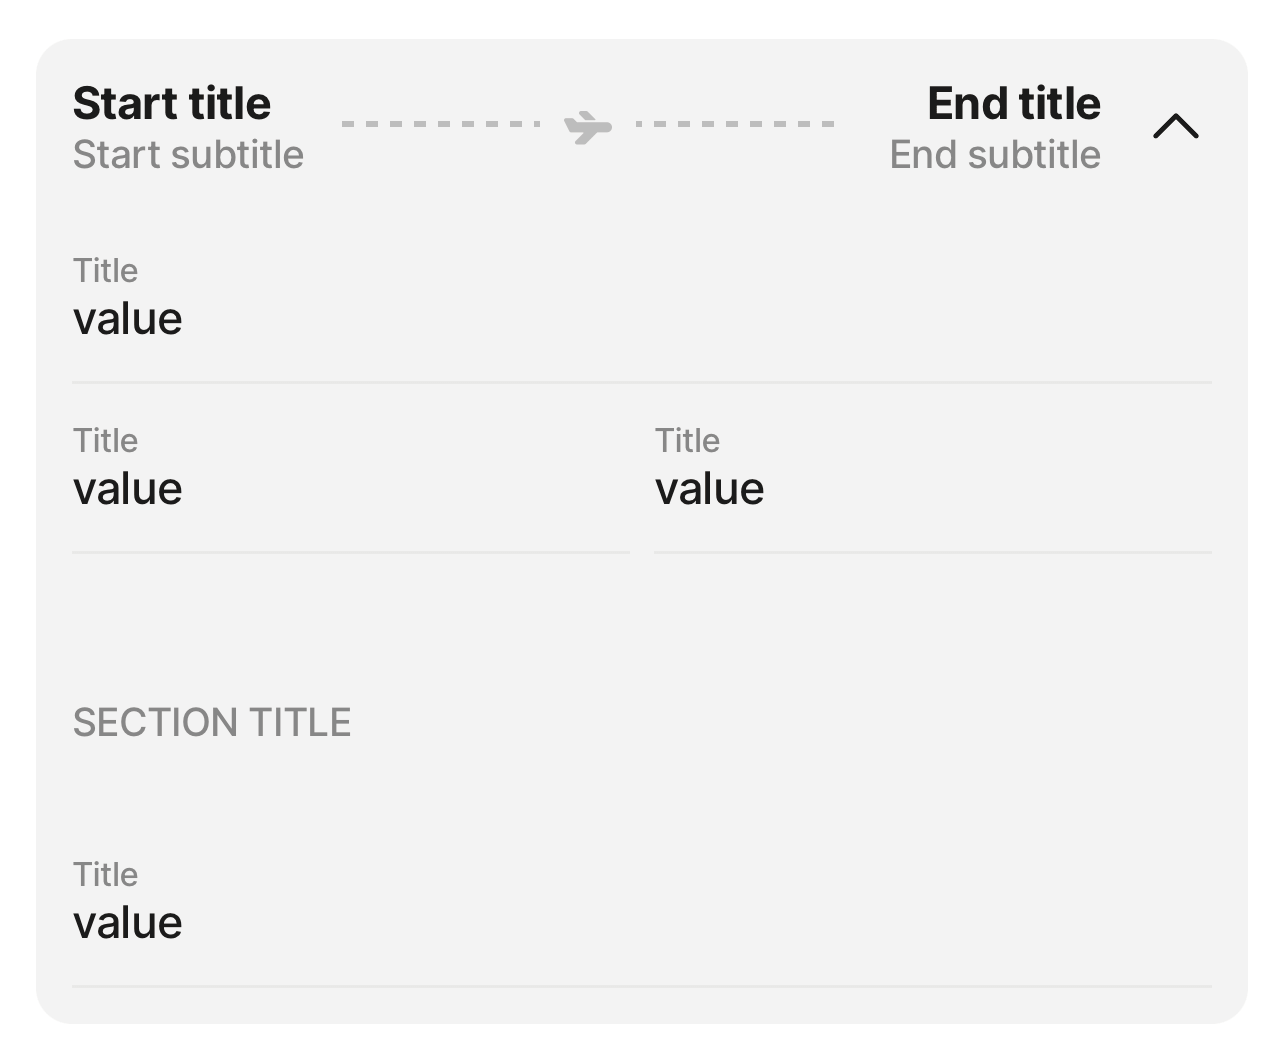 Start title
End title
Start subtitle
End subtitle
Title
value
Title
Title
value
value
SECTION TITLE
Title
value